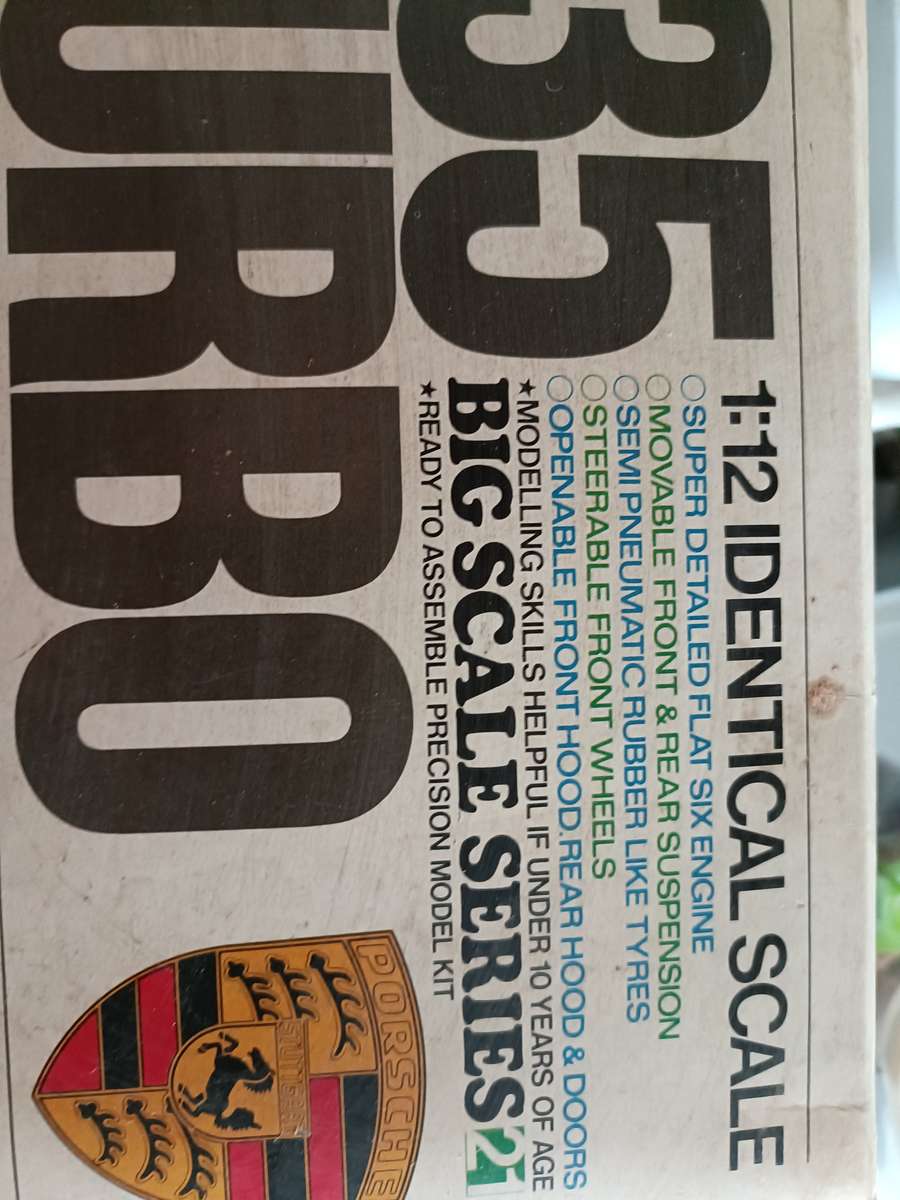 35
URBO
1:12 IDENTICAL SCALE
○SUPER DETAILED FLAT SIX ENGINE
○MOVABLE FRONT & REAR SUSPENSION
○SEMI PNEUMATIC RUBBER LIKE TYRES
○STEERABLE FRONT WHEELS
○OPENABLE FRONT HOOD.REAR HOOD & DOORS
★MODELLING SKILLS HELPFUL IF UNDER 10 YEARS OF AGE
BIG SCALE SERIES 2
★READY TO ASSEMBLE PRECISION MODEL KIT
PORSCHE
STUTTGART